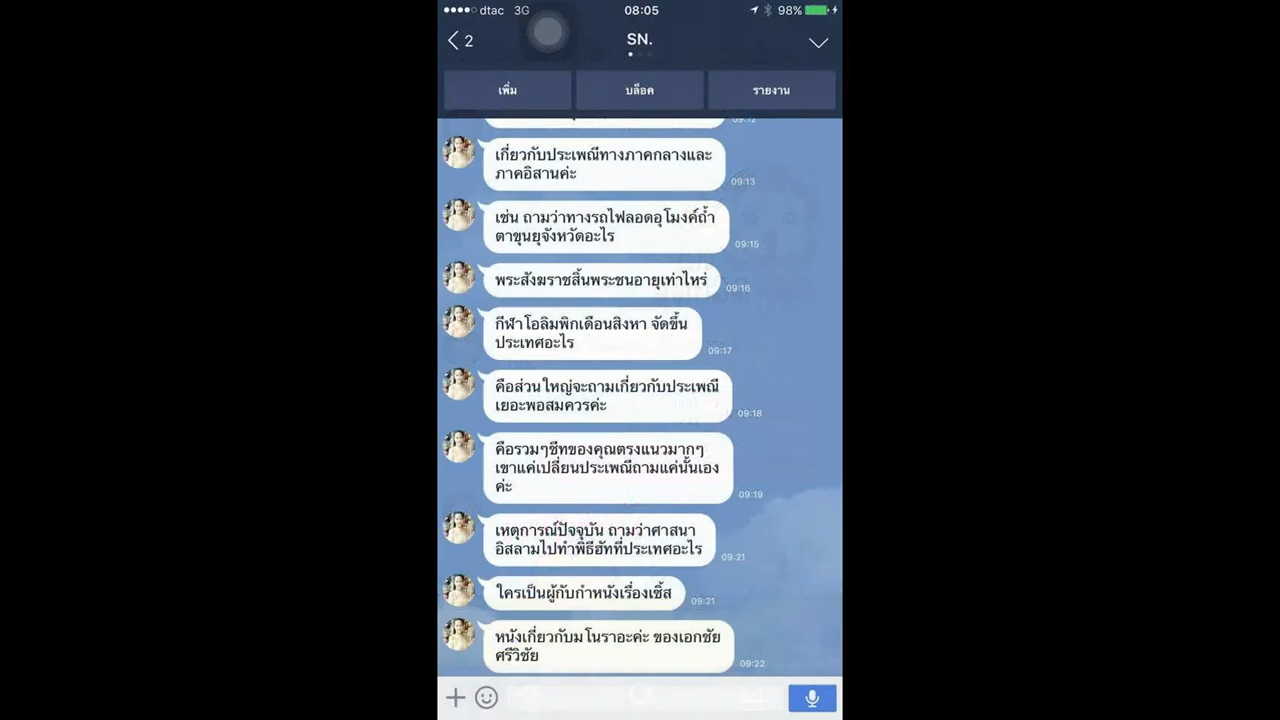 dtac 3G 08:05 98%
2 SN.
เพิ่ม บล็อค รายงาน
09:12
เกี่ยวกับประเพณีทางภาคกลางและ
ภาคอิสานค่ะ
09:13
เช่น ถามว่าทางรถไฟลอดอุโมงค์ถ้ำ
ตาขุนยุจังหวัดอะไร
09:15
พระสังฆราชสิ้นพระชนอายุเท่าไหร่
09:16
กีฬาโอลิมพิกเดือนสิงหา จัดขึ้น
ประเทศอะไร
09:17
คือส่วนใหญ่จะถามเกี่ยวกับประเพณี
เยอะพอสมควรค่ะ
09:18
คือรวมๆชีทของคุณตรงแนวมากๆ
เขาแค่เปลี่ยนประเพณีถามแค่นั้นเอง
ค่ะ
09:19
เหตุการณ์ปัจจุบัน ถามว่าศาสนา
อิสลามไปทำพิธีฮัทที่ประเทศอะไร
09:21
ใครเป็นผู้กับกำหนังเรื่องเซิ้ส
09:21
หนังเกี่ยวกับมโนราอะค่ะ ของเอกชัย
ศรีวิชัย
09:22